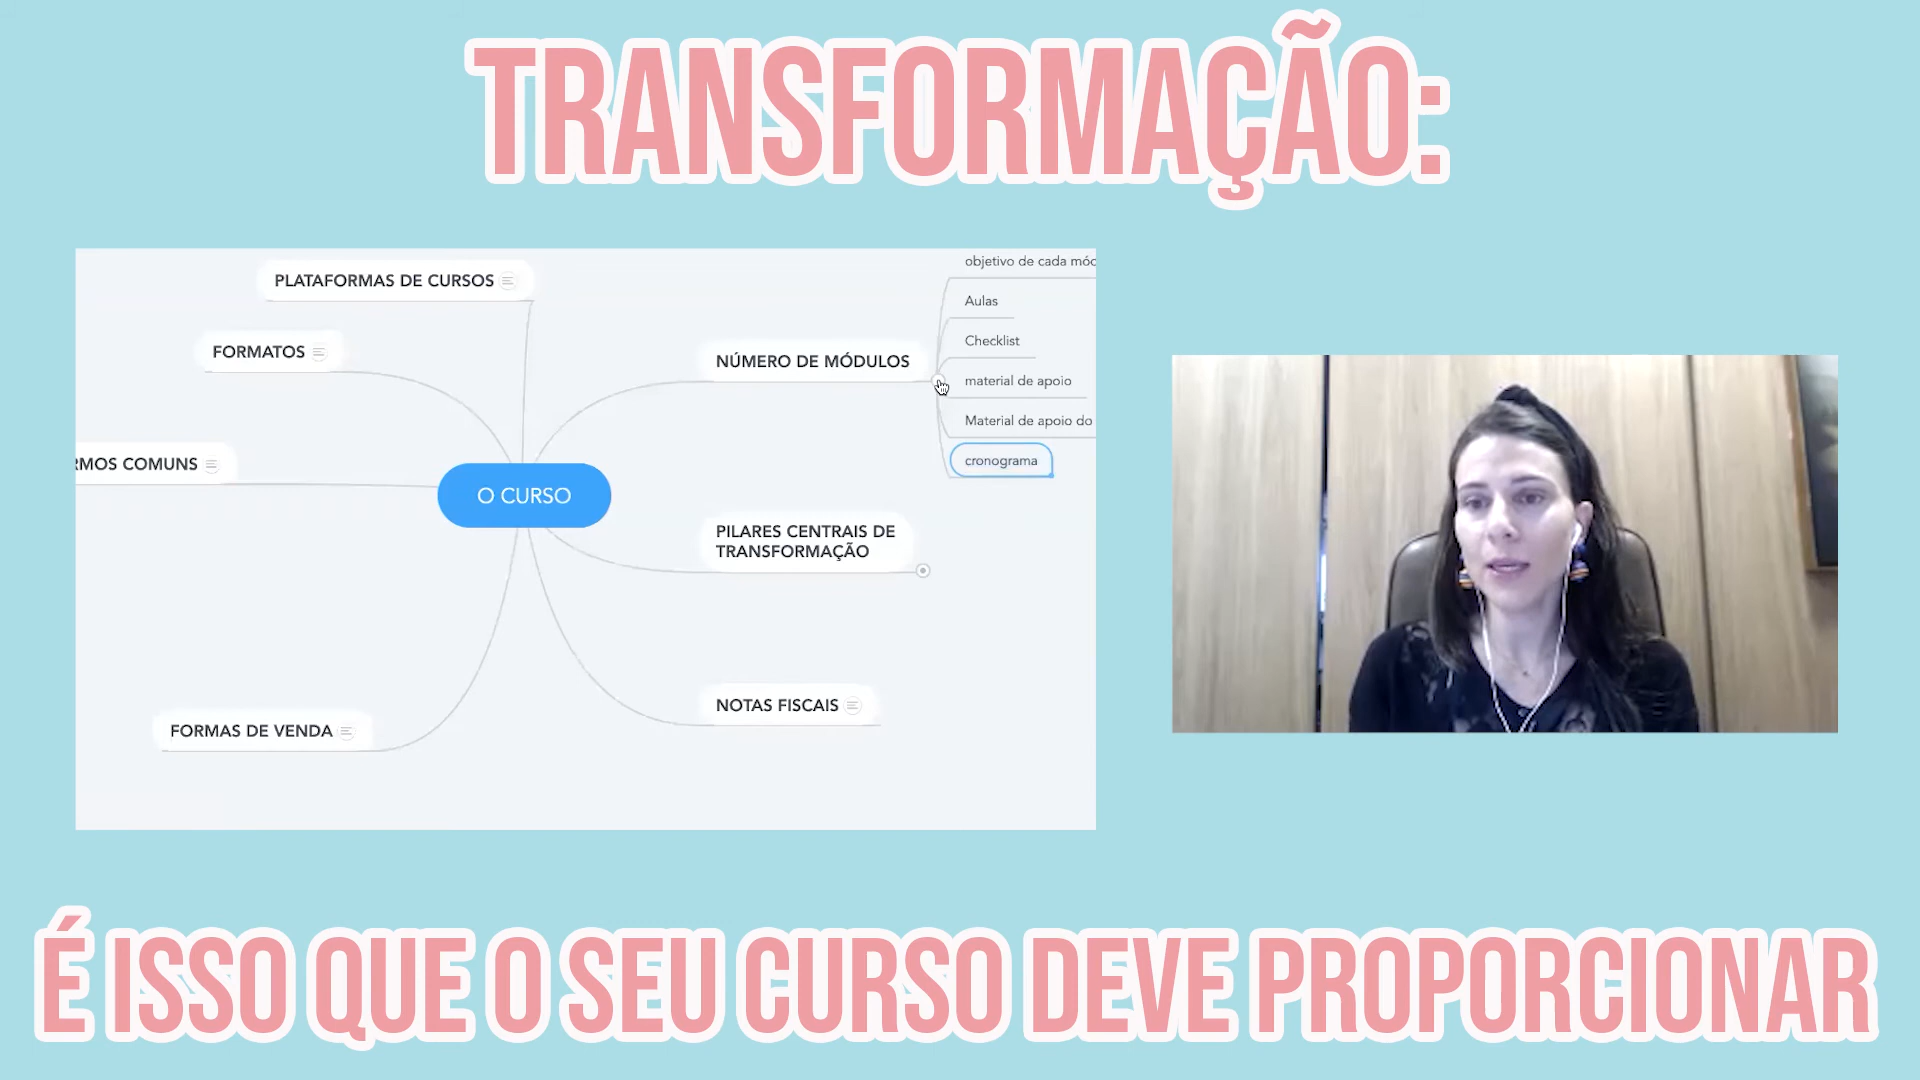 TRANSFORMAÇÃO:
PLATAFORMAS DE CURSOS
FORMATOS
RMOS COMUNS
O CURSO
FORMAS DE VENDA
NÚMERO DE MÓDULOS
objetivo de cada
Aulas
Checklist
material de apoio
Material de apoio do
cronograma
PILARES CENTRAIS DE
TRANSFORMAÇÃO
NOTAS FISCAIS
É ISSO QUE O SEU CURSO DEVE PROPORCIONAR